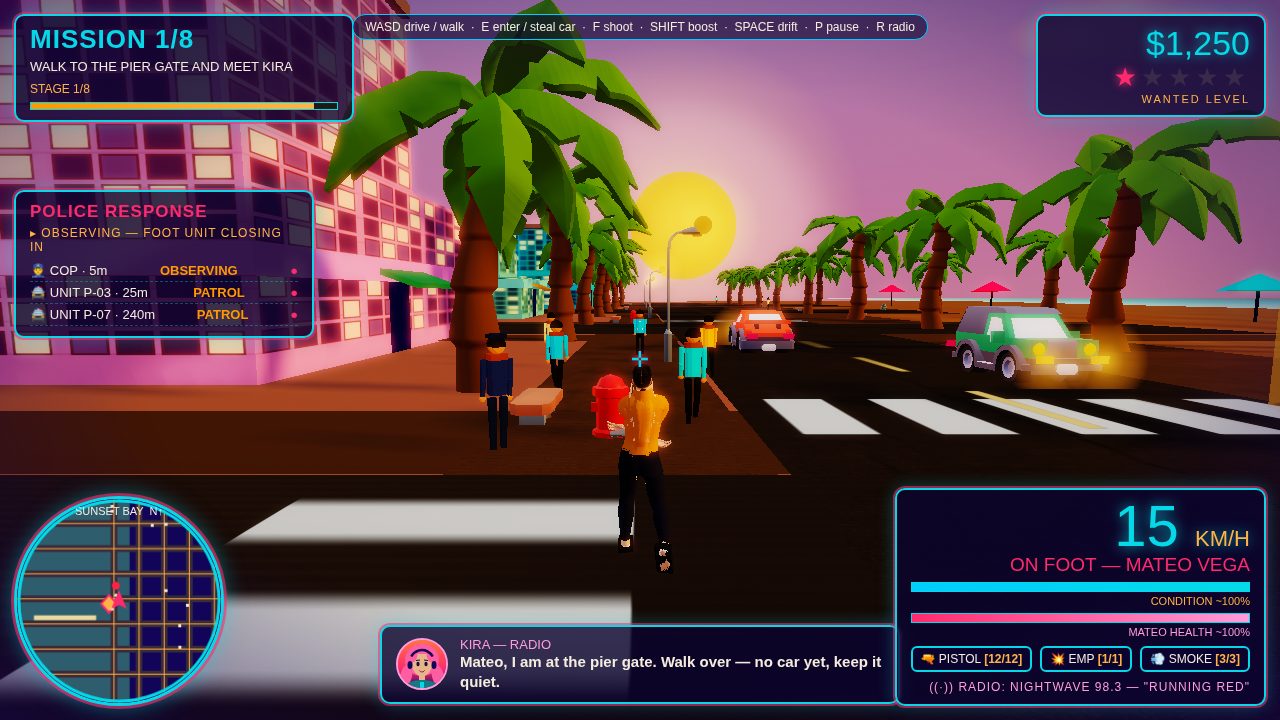 MISSION 1/8
WALK TO THE PIER GATE AND MEET KIRA
STAGE 1/8
WASD drive / walk · E enter / steal car · F shoot · SHIFT boost · SPACE drift · P pause · R radio
$1,250
★★★★★
WANTED LEVEL
POLICE RESPONSE
▸ OBSERVING — FOOT UNIT CLOSING
IN
COP · 5m OBSERVING
UNIT P-03 · 25m PATROL
UNIT P-07 · 240m PATROL
SUNSET BAY
15 KM/H
ON FOOT — MATEO VEGA
CONDITION ~100%
MATEO HEALTH ~100%
PISTOL [12/12] EMP [1/1] SMOKE [3/3]
((·)) RADIO: NIGHTWAVE 98.3 — "RUNNING RED"
KIRA — RADIO
Mateo, I am at the pier gate. Walk over — no car yet, keep it
quiet.